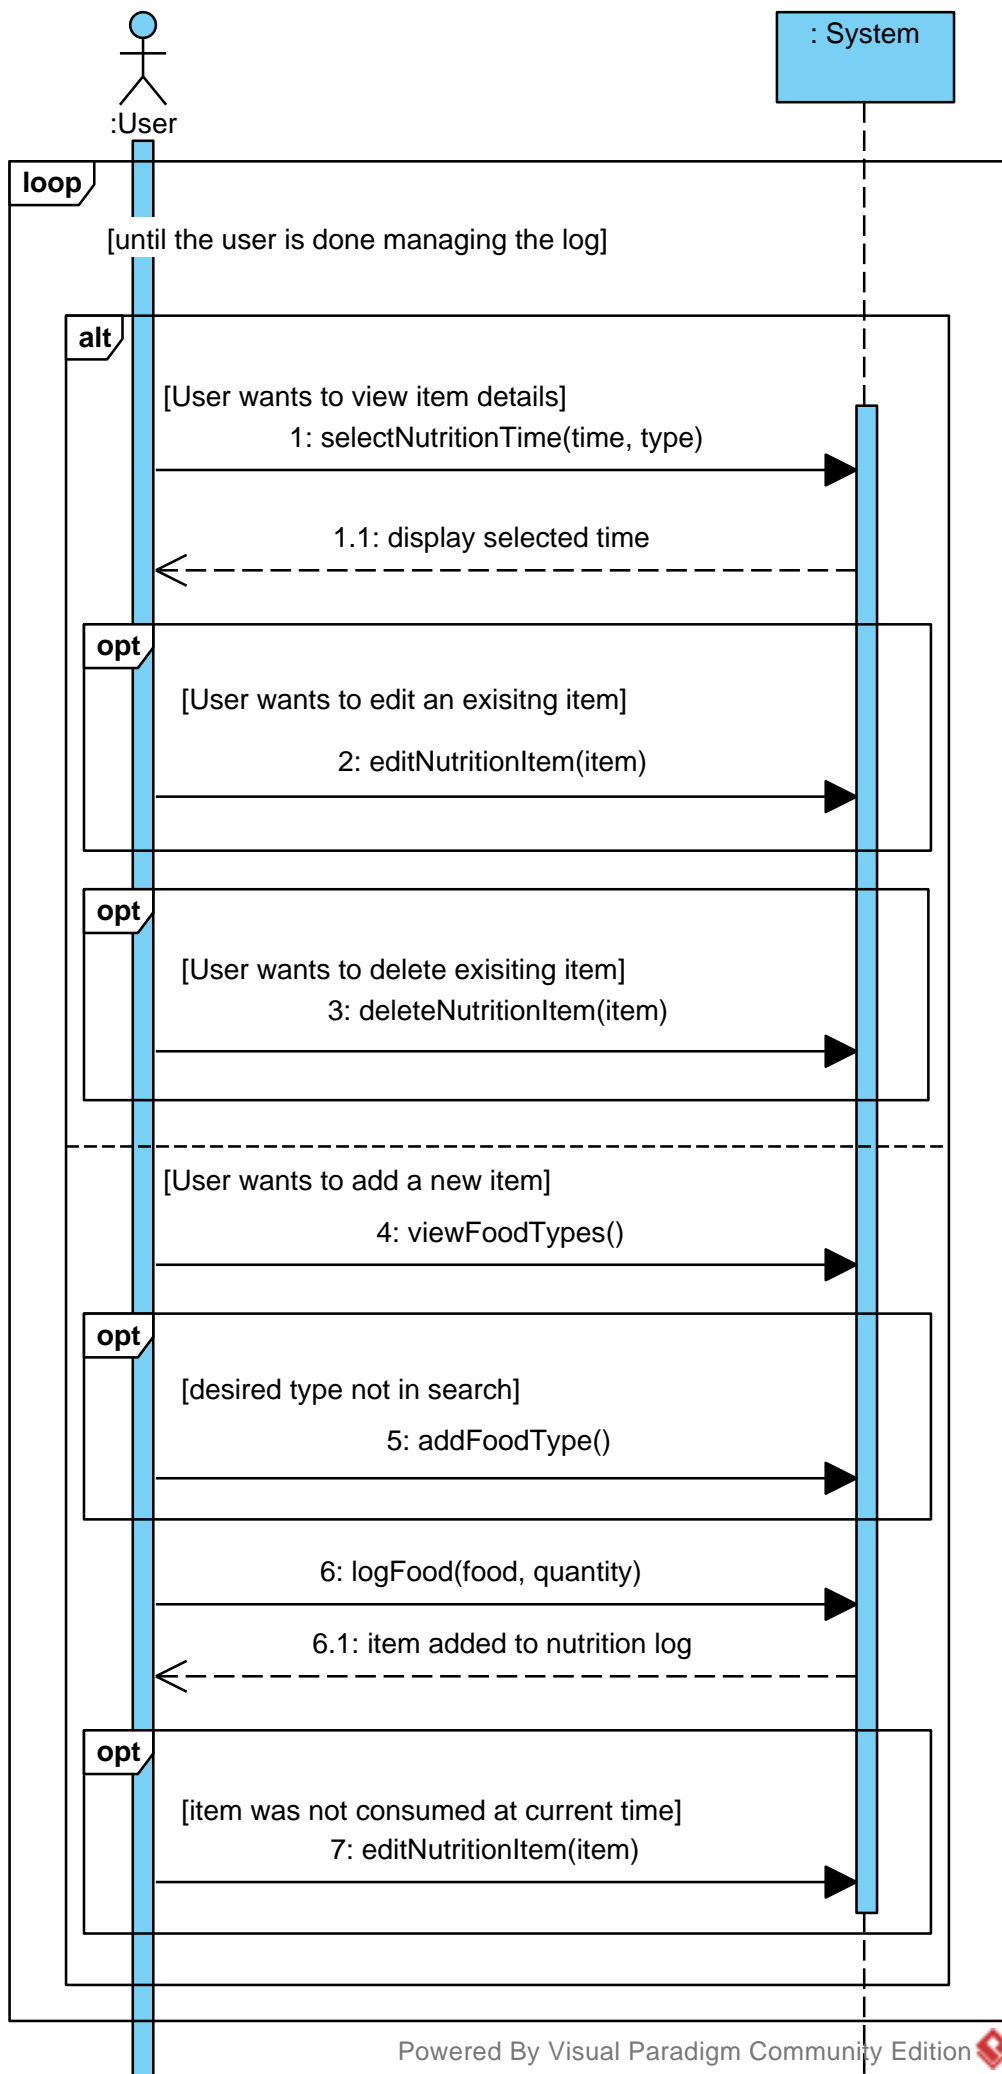 : System
:User
loop
[until the user is done managing the log]
alt
[User wants to view item details]
1: selectNutritionTime(time, type)
1.1: display selected time
opt
[User wants to edit an exisitng item]
2: editNutritionItem(item)
opt
[User wants to delete exisiting item]
3: deleteNutritionItem(item)
[User wants to add a new item]
4: viewFoodTypes()
opt
[desired type not in search]
5: addFoodType()
6: logFood(food, quantity)
6.1: item added to nutrition log
opt
[item was not consumed at current time]
7: editNutritionItem(item)
Powered By Visual Paradigm Community Edition